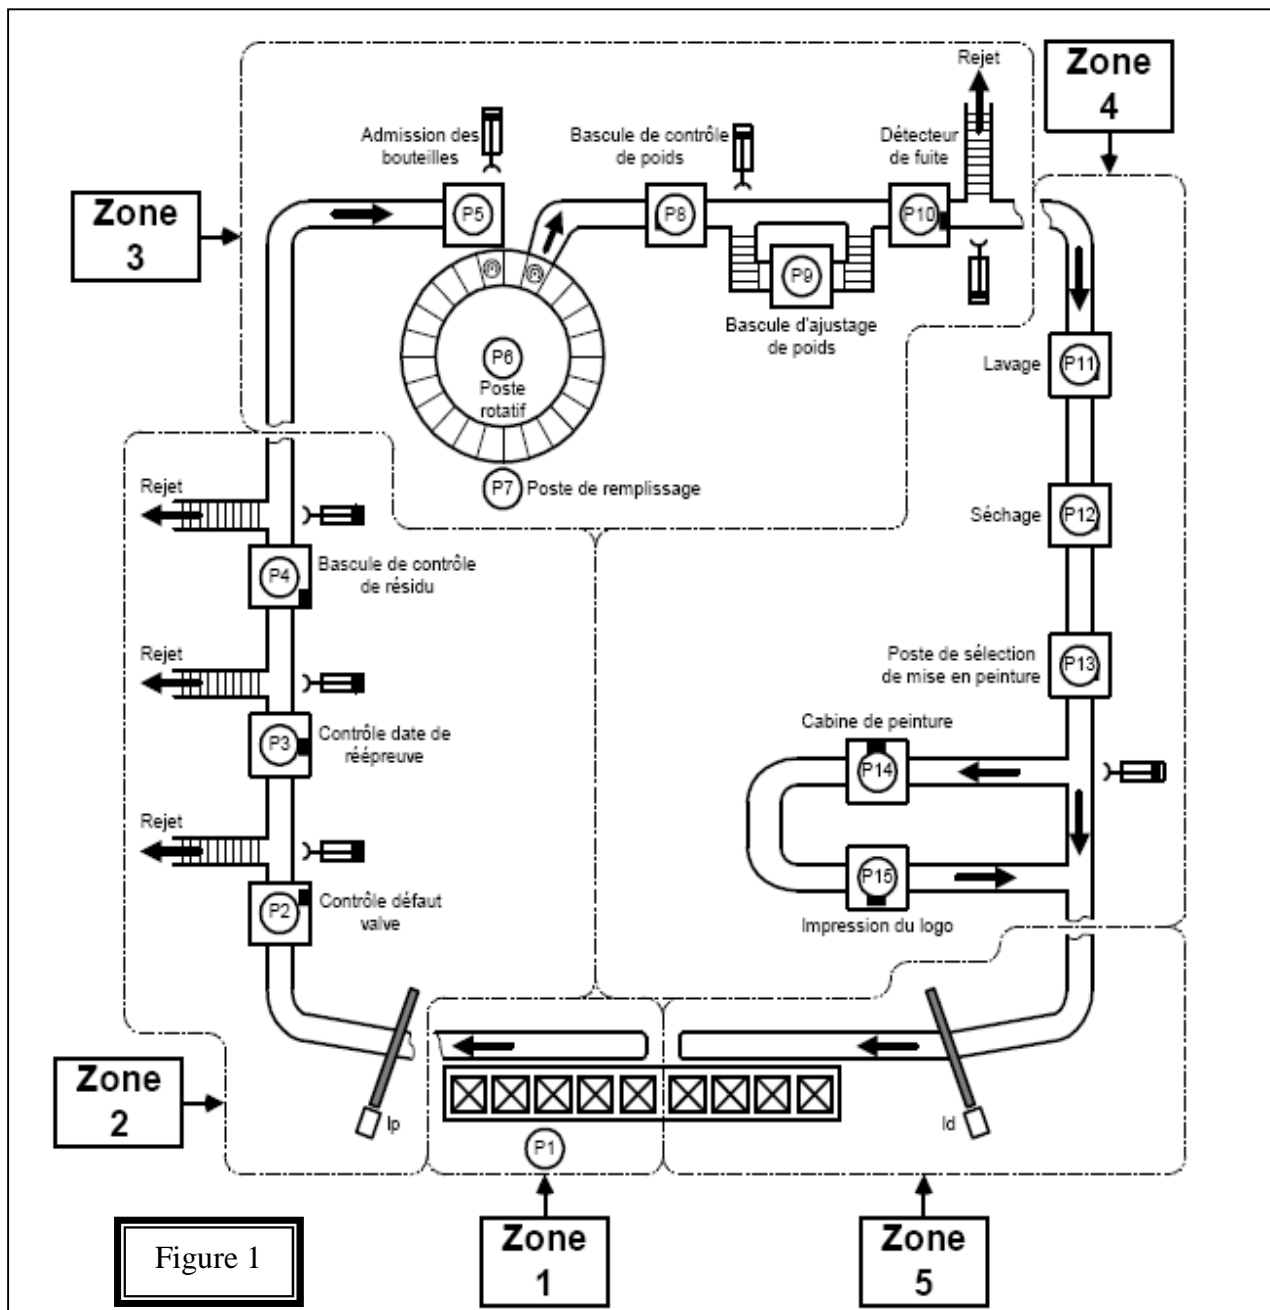 Rejet
Zone
4
Admission des
bouteilles
Bascule de contrôle
de poids
Détecteur
de fuite
Zone
3
P5
P8
P10
P9
Bascule d'ajustage
de poids
P6
Poste
rotatif
Lavage
P11
Rejet
P7
Poste de remplissage
Séchage
P12
P4
Bascule de contrôle
de résidu
Rejet
Poste de sélection
de mise en peinture
P13
Cabine de peinture
P3
Contrôle date de
réépreuve
P14
Rejet
P15
P2
Contrôle défaut
valve
Impression du logo
Zone
2
Ip
Id
P1
Figure 1
Zone
1
Zone
5